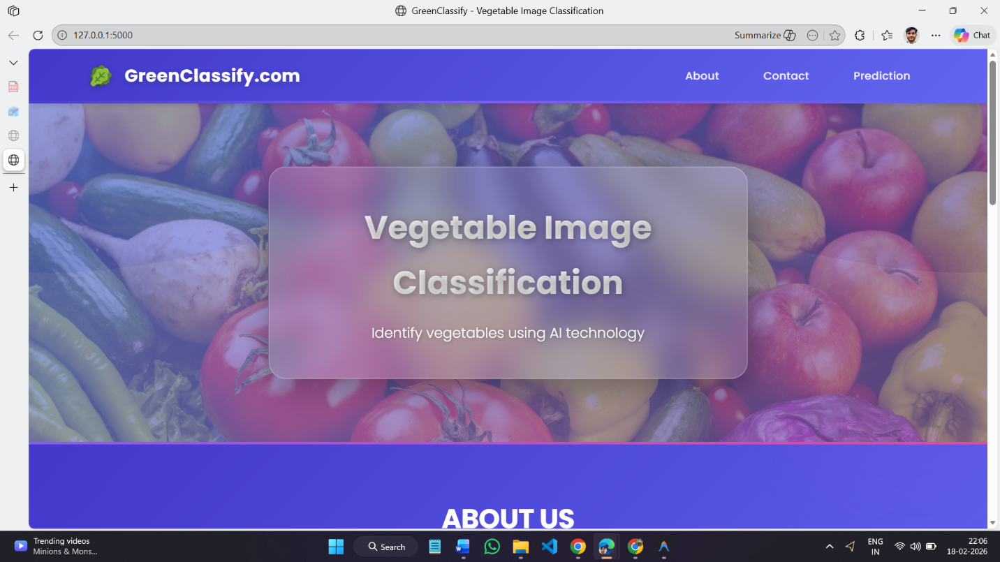 GreenClassify - Vegetable Image Classification
127.0.0.1:5000
Summarize
Chat
GreenClassify.com
About
Contact
Prediction
Vegetable Image
Classification
Identify vegetables using AI technology
ABOUT US
Trending videos
Minions & Mons...
Search
ENG
IN
22:06
18-02-2026